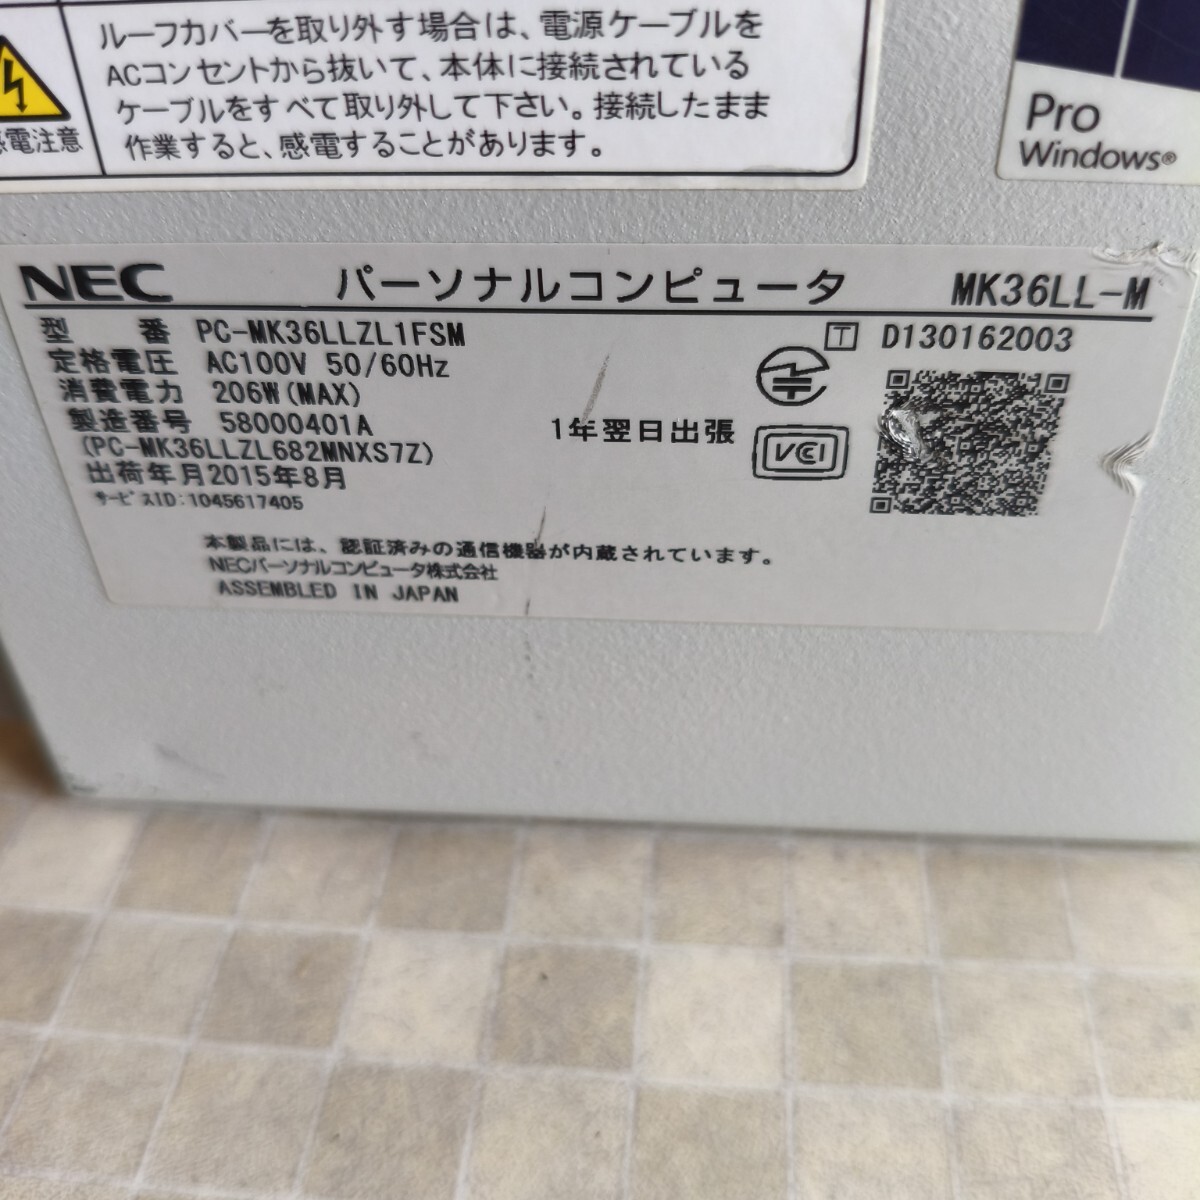 ルーフカバーを取り外す場合は、電源ケーブルを
ACコンセントから抜いて、本体に接続されている
ケーブルをすべて取り外して下さい。接続したまま
作業すると、感電することがあります。
感電注意
Pro
Windows®
NEC パーソナルコンピュータ MK36LL-M
型番 PC-MK36LLZL1FSM
T D130162003
定格電圧 AC100V 50/60Hz
消費電力 206W(MAX)
製造番号 58000401A
1年翌日出張
VCCI
(PC-MK36LLZL682MNXS7Z)
出荷年月2015年8月
サービスID:1045617405
本製品には、認証済みの通信機器が内蔵されています。
NECパーソナルコンピュータ株式会社
ASSEMBLED IN JAPAN